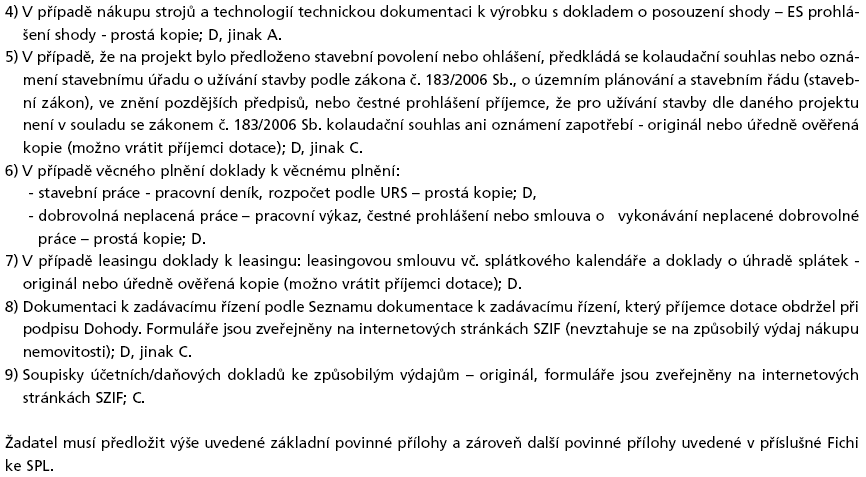 4) V případě nákupu strojů a technologií technickou dokumentaci k výrobku s dokladem o posouzení shody – ES prohlá-
šení shody - prostá kopie; D, jinak A.
5) V případě, že na projekt bylo předloženo stavební povolení nebo ohlášení, předkládá se kolaudační souhlas nebo ozná-
mení stavebnímu úřadu o užívání stavby podle zákona č. 183/2006 Sb., o územním plánování a stavebním řádu (staveb-
ní zákon), ve znění pozdějších předpisů, nebo čestné prohlášení příjemce, že pro užívání stavby dle daného projektu
není v souladu se zákonem č. 183/2006 Sb. kolaudační souhlas ani oznámení zapotřebí - originál nebo úředně ověřená
kopie (možno vrátit příjemci dotace); D, jinak C.
6) V případě věcného plnění doklady k věcnému plnění:
- stavební práce - pracovní deník, rozpočet podle URS – prostá kopie; D,
- dobrovolná neplacená práce – pracovní výkaz, čestné prohlášení nebo smlouva o vykonávání neplacené dobrovolné
práce – prostá kopie; D.
7) V případě leasingu doklady k leasingu: leasingovou smlouvu vč. splátkového kalendáře a doklady o úhradě splátek -
originál nebo úředně ověřená kopie (možno vrátit příjemci dotace); D.
8) Dokumentaci k zadávacímu řízení podle Seznamu dokumentace k zadávacímu řízení, který příjemce dotace obdržel při
podpisu Dohody. Formuláře jsou zveřejněny na internetových stránkách SZIF (nevztahuje se na způsobilý výdaj nákupu
nemovitosti); D, jinak C.
9) Soupisky účetních/daňových dokladů ke způsobilým výdajům – originál, formuláře jsou zveřejněny na internetových
stránkách SZIF; C.
Žadatel musí předložit výše uvedené základní povinné přílohy a zároveň další povinné přílohy uvedené v příslušné Fichi
ke SPL.